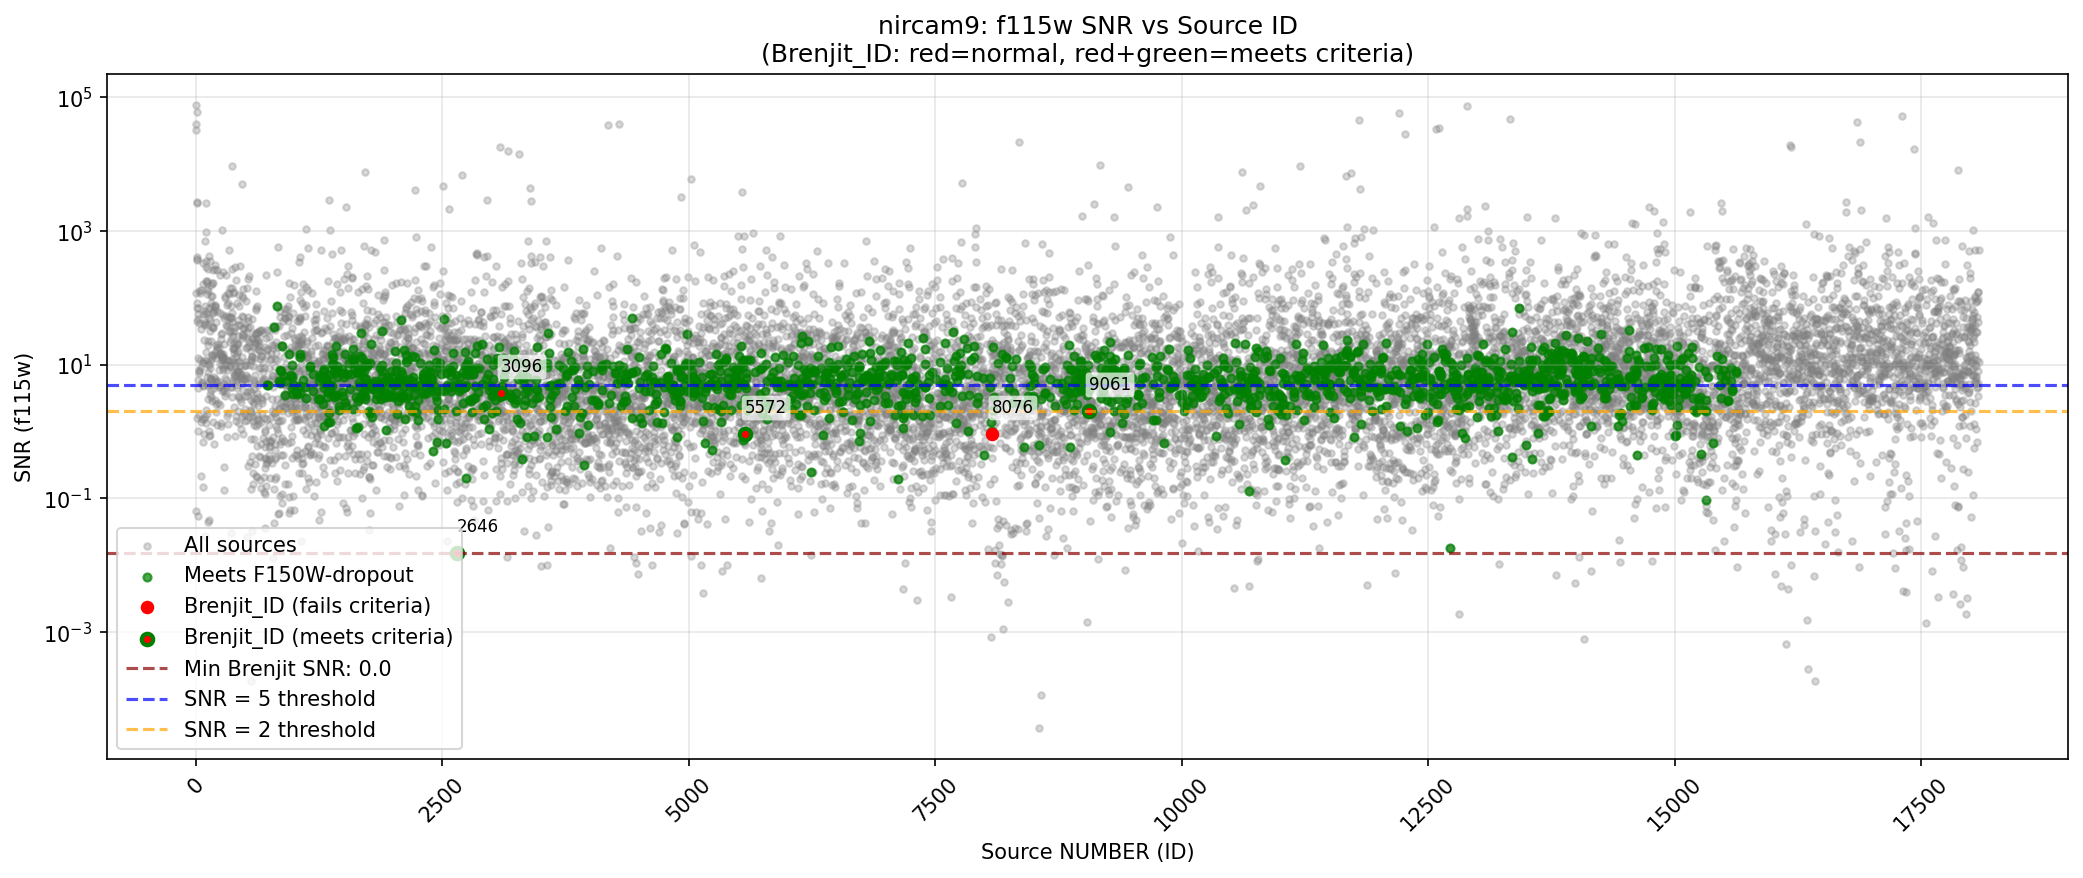 nircam9: f115w SNR vs Source ID
(Brenjit_ID: red=normal, red+green=meets criteria)
SNR (f115w)
10^5
10^3
10^1
10^-1
10^-3
3096
9061
5572
8076
2646
All sources
Meets F150W-dropout
Brenjit_ID (fails criteria)
Brenjit_ID (meets criteria)
Min Brenjit SNR: 0.0
SNR = 5 threshold
SNR = 2 threshold
0
2500
5000
7500
10000
12500
15000
17500
Source NUMBER (ID)